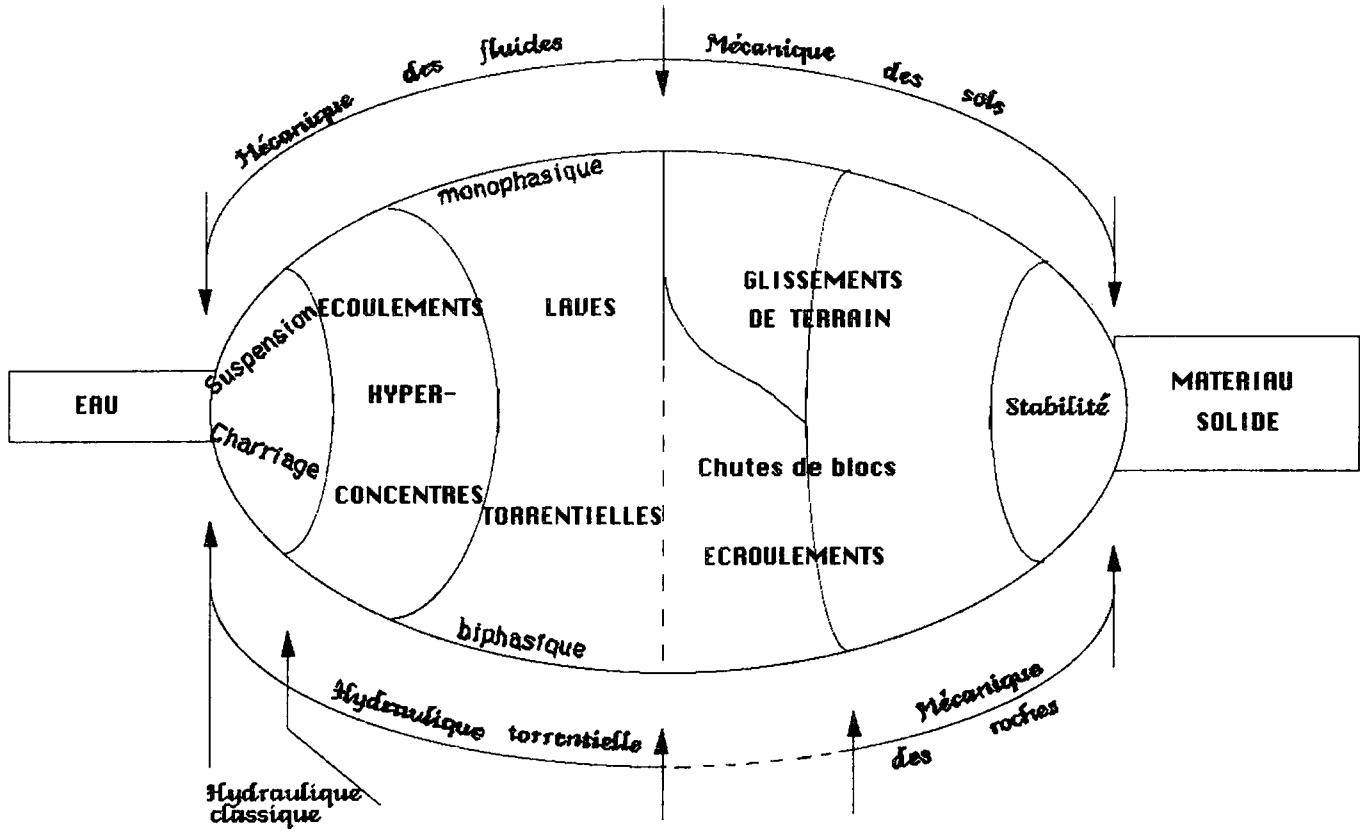 Mécanique des fluides
Mécanique des sols
monophasique
Suspension
ECOULEMENTS
LAVES
GLISSEMENTS
DE TERRAIN
EAU
HYPER-
Stabilité
MATERIAU
SOLIDE
Charriage
CONCENTRES
TORRENTIELLES
Chutes de blocs
ECROULEMENTS
biphasique
Hydraulique torrentielle
Mécanique
des roches
Hydraulique
classique